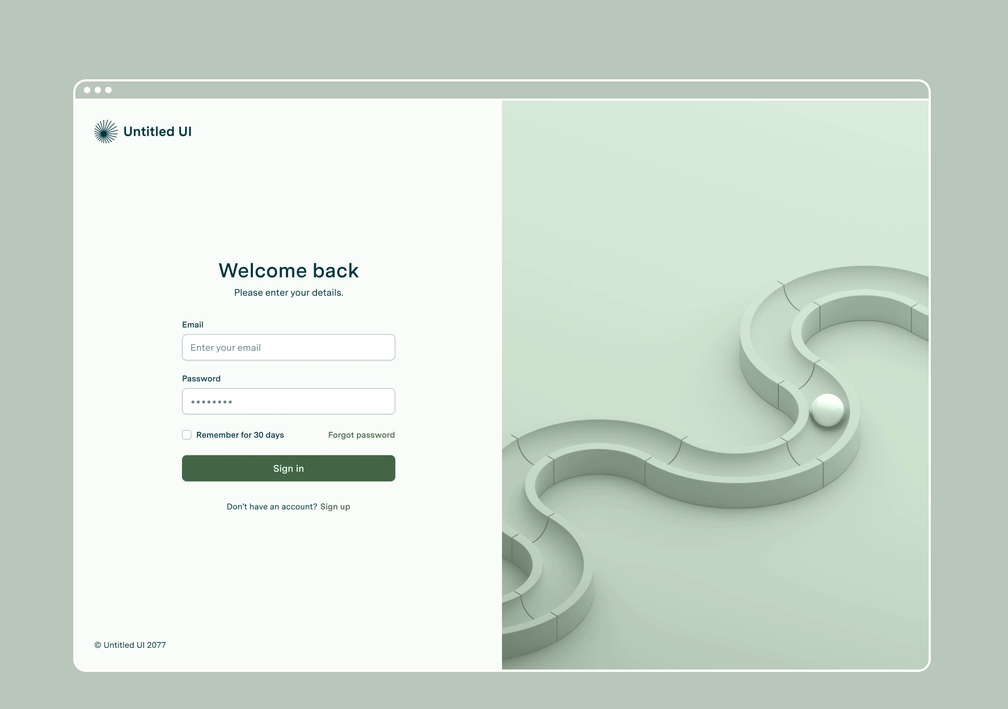 Untitled UI
Welcome back
Please enter your details.
Email
Enter your email
Password
••••••••
Remember for 30 days
Forgot password
Sign in
Don't have an account? Sign up
© Untitled UI 2077